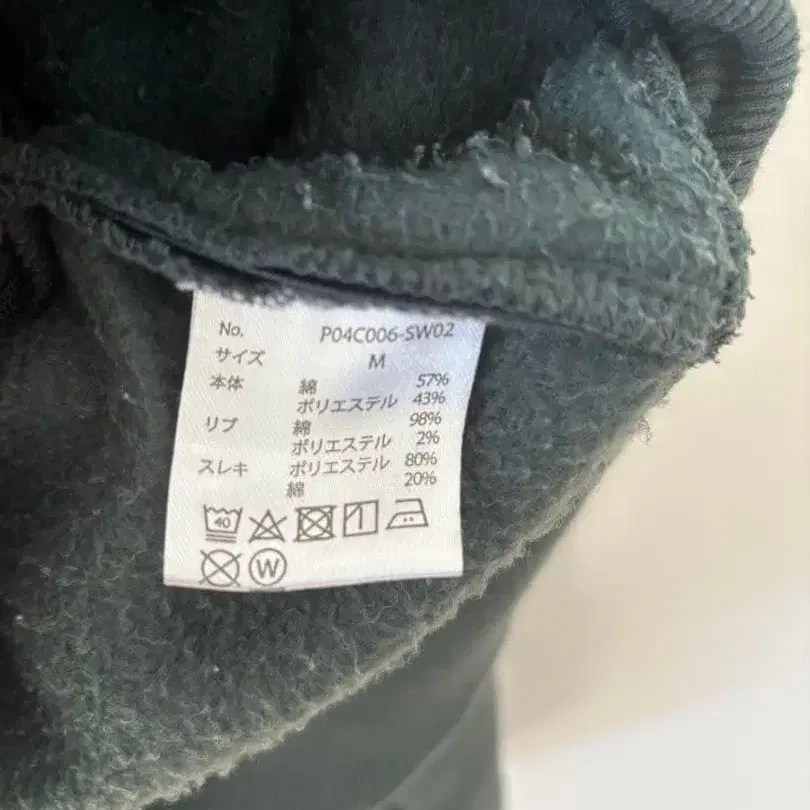 No. P04C006-SW02
サイズ M
本体 綿 57%
ポリエステル 43%
リブ 綿 98%
ポリエステル 2%
スレキ ポリエステル 80%
綿 20%
40
W